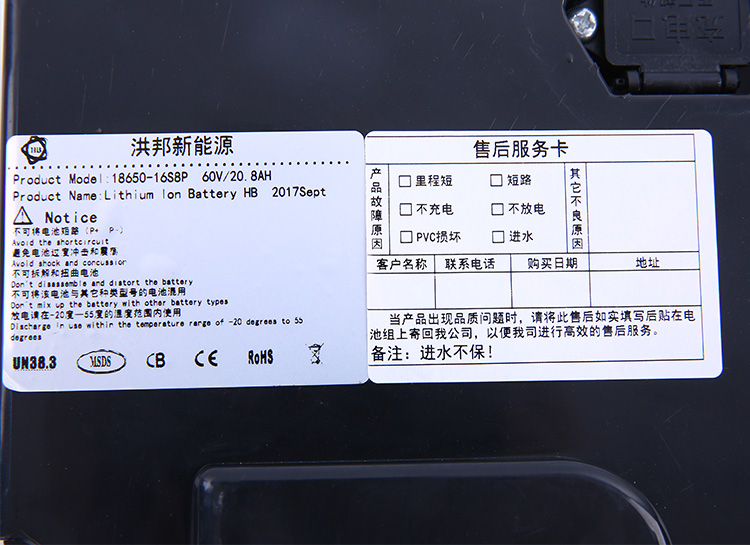 洪邦新能源
Product Model:18650-16S8P 60V/20.8AH
Product Name:Lithium Ion Battery HB 2017Sept
Notice
不可将电池短路 (P+ P-)
Avoid the shortcircuit
避免电池过度冲击和震荡
Avoid shock and concussion
不可拆解和扭曲电池
Don't disassemble and distort the battery
不可将该电池与其它种类型号的电池混用
Don't mix up the battery with other battery types
放电请在-20度—55度的温度范围内使用
Discharge in use within the temperature range of -20 degrees to 55
degrees
UN38.3 MSDS CB CE RoHS
售后服务卡
产品故障原因
里程短 短路
不充电 不放电
PVC损坏 进水
其它不良原因
客户名称 联系电话 购买日期 地址
当产品出现品质问题时，请将此售后如实填写后贴在电
池组上寄回我公司，以便我司进行高效的售后服务。
备注：进水不保！
充电口